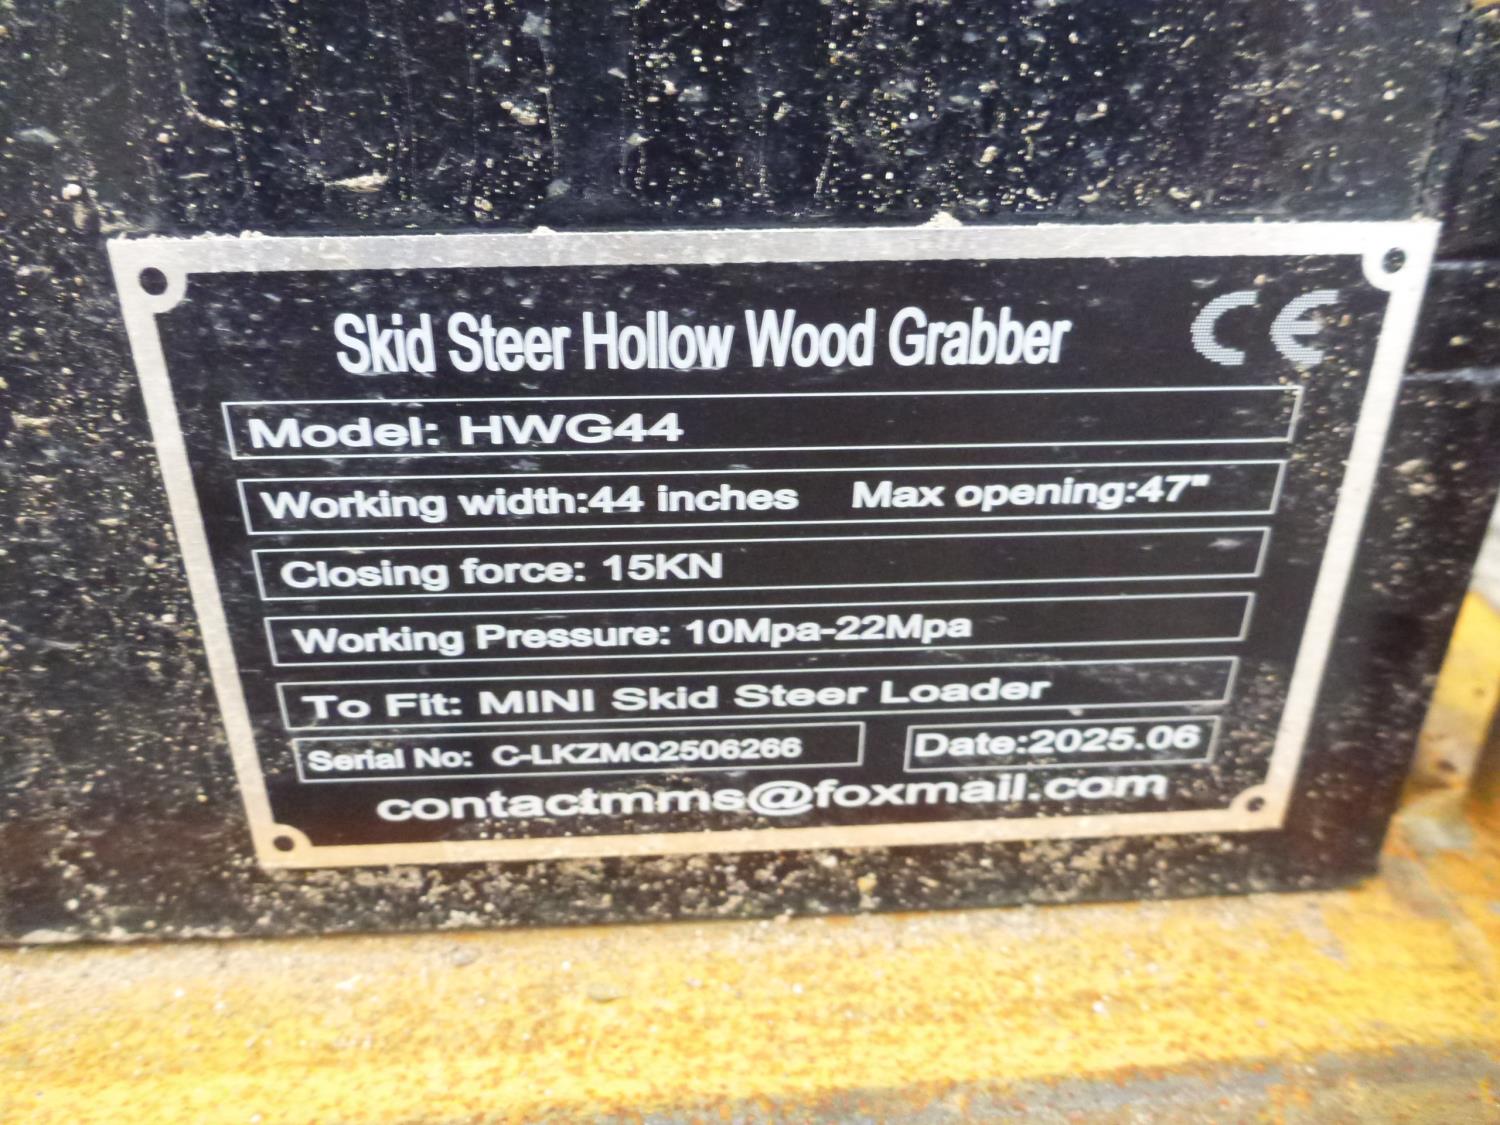 Skid Steer Hollow Wood Grabber CE
Model: HWG44
Working width:44 inches Max opening:47"
Closing force: 15KN
Working Pressure: 10Mpa-22Mpa
To Fit: MINI Skid Steer Loader
Serial No: C-LKZMQ2506266 Date:2025.06
contactmms@foxmail.com